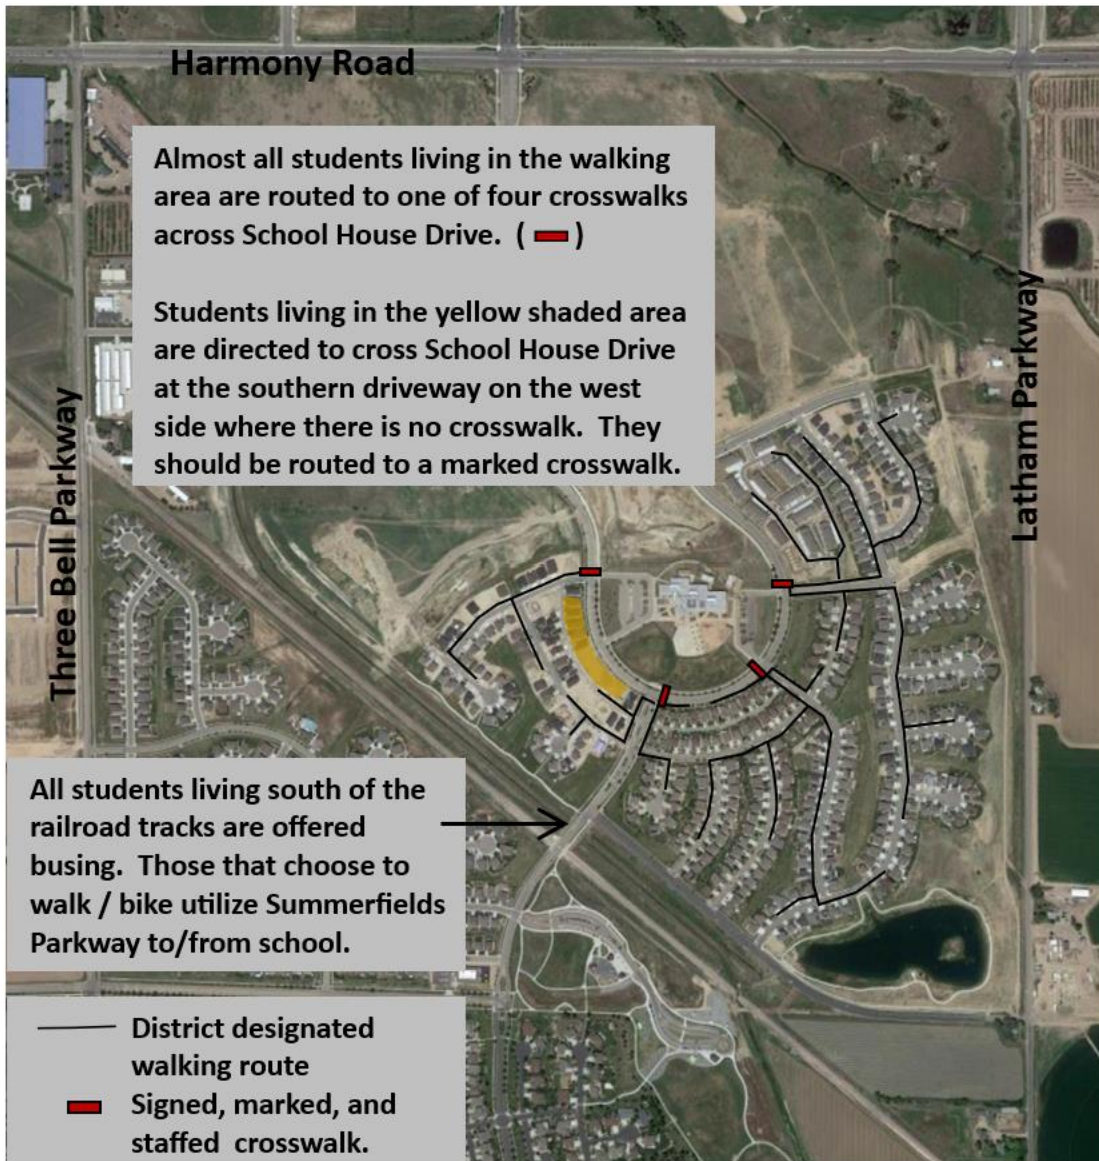 Harmony Road
Almost all students living in the walking
area are routed to one of four crosswalks
across School House Drive. ( )
Students living in the yellow shaded area
are directed to cross School House Drive
at the southern driveway on the west
side where there is no crosswalk. They
should be routed to a marked crosswalk.
Three Bell Parkway
Latham Parkway
All students living south of the
railroad tracks are offered
busing. Those that choose to
walk / bike utilize Summerfields
Parkway to/from school.
District designated
walking route
Signed, marked, and
staffed crosswalk.